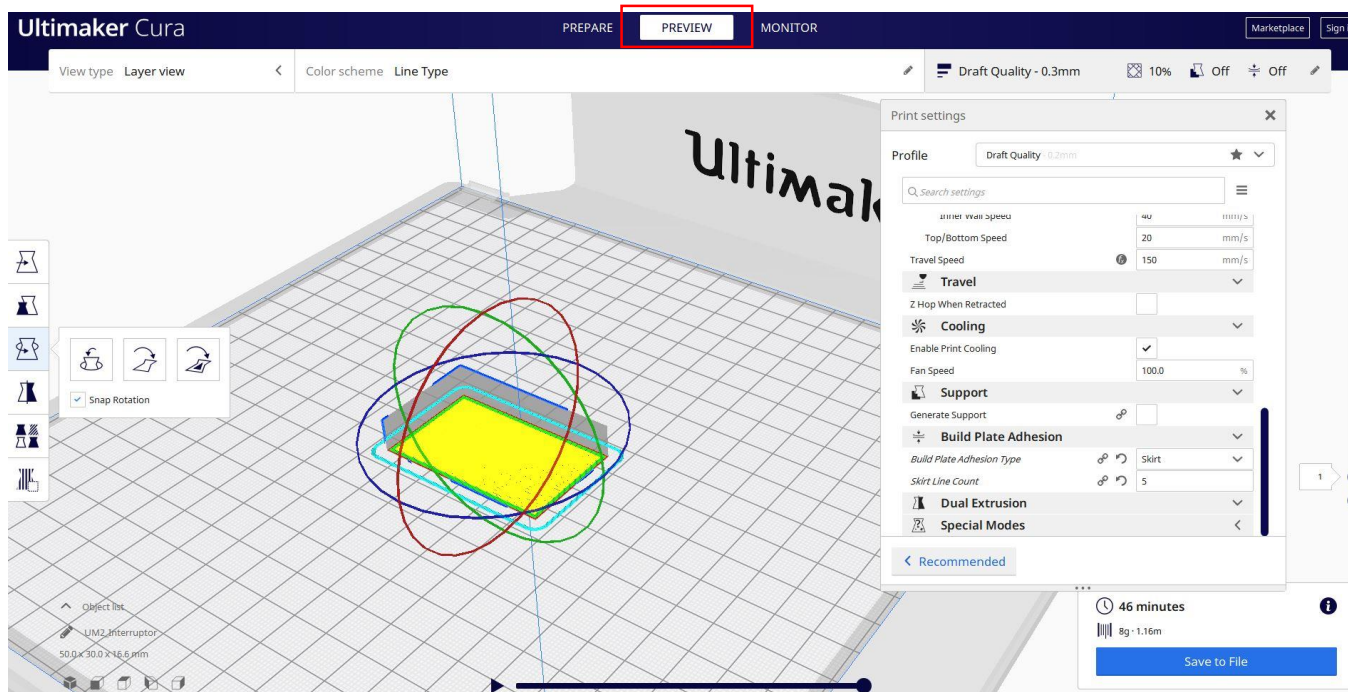 Ultimaker Cura
PREPARE PREVIEW MONITOR
Marketplace
Sign
View type Layer view
Color scheme Line Type
Draft Quality - 0.3mm 10% Off Off
Ultimak
Print settings
Profile Draft Quality - 0.2mm
Search settings
Inner Wall Speed 40 mm/s
Top/Bottom Speed 20 mm/s
Travel Speed 150 mm/s
Travel
Z Hop When Retracted
Cooling
Enable Print Cooling
Fan Speed 100.0 %
Support
Generate Support
Build Plate Adhesion
Build Plate Adhesion Type Skirt
Skirt Line Count 5
Dual Extrusion
Special Modes
Recommended
Snap Rotation
1
Object list
UM2_Interruptor
50.0 x 30.0 x 16.6 mm
46 minutes
8g · 1.16m
Save to File